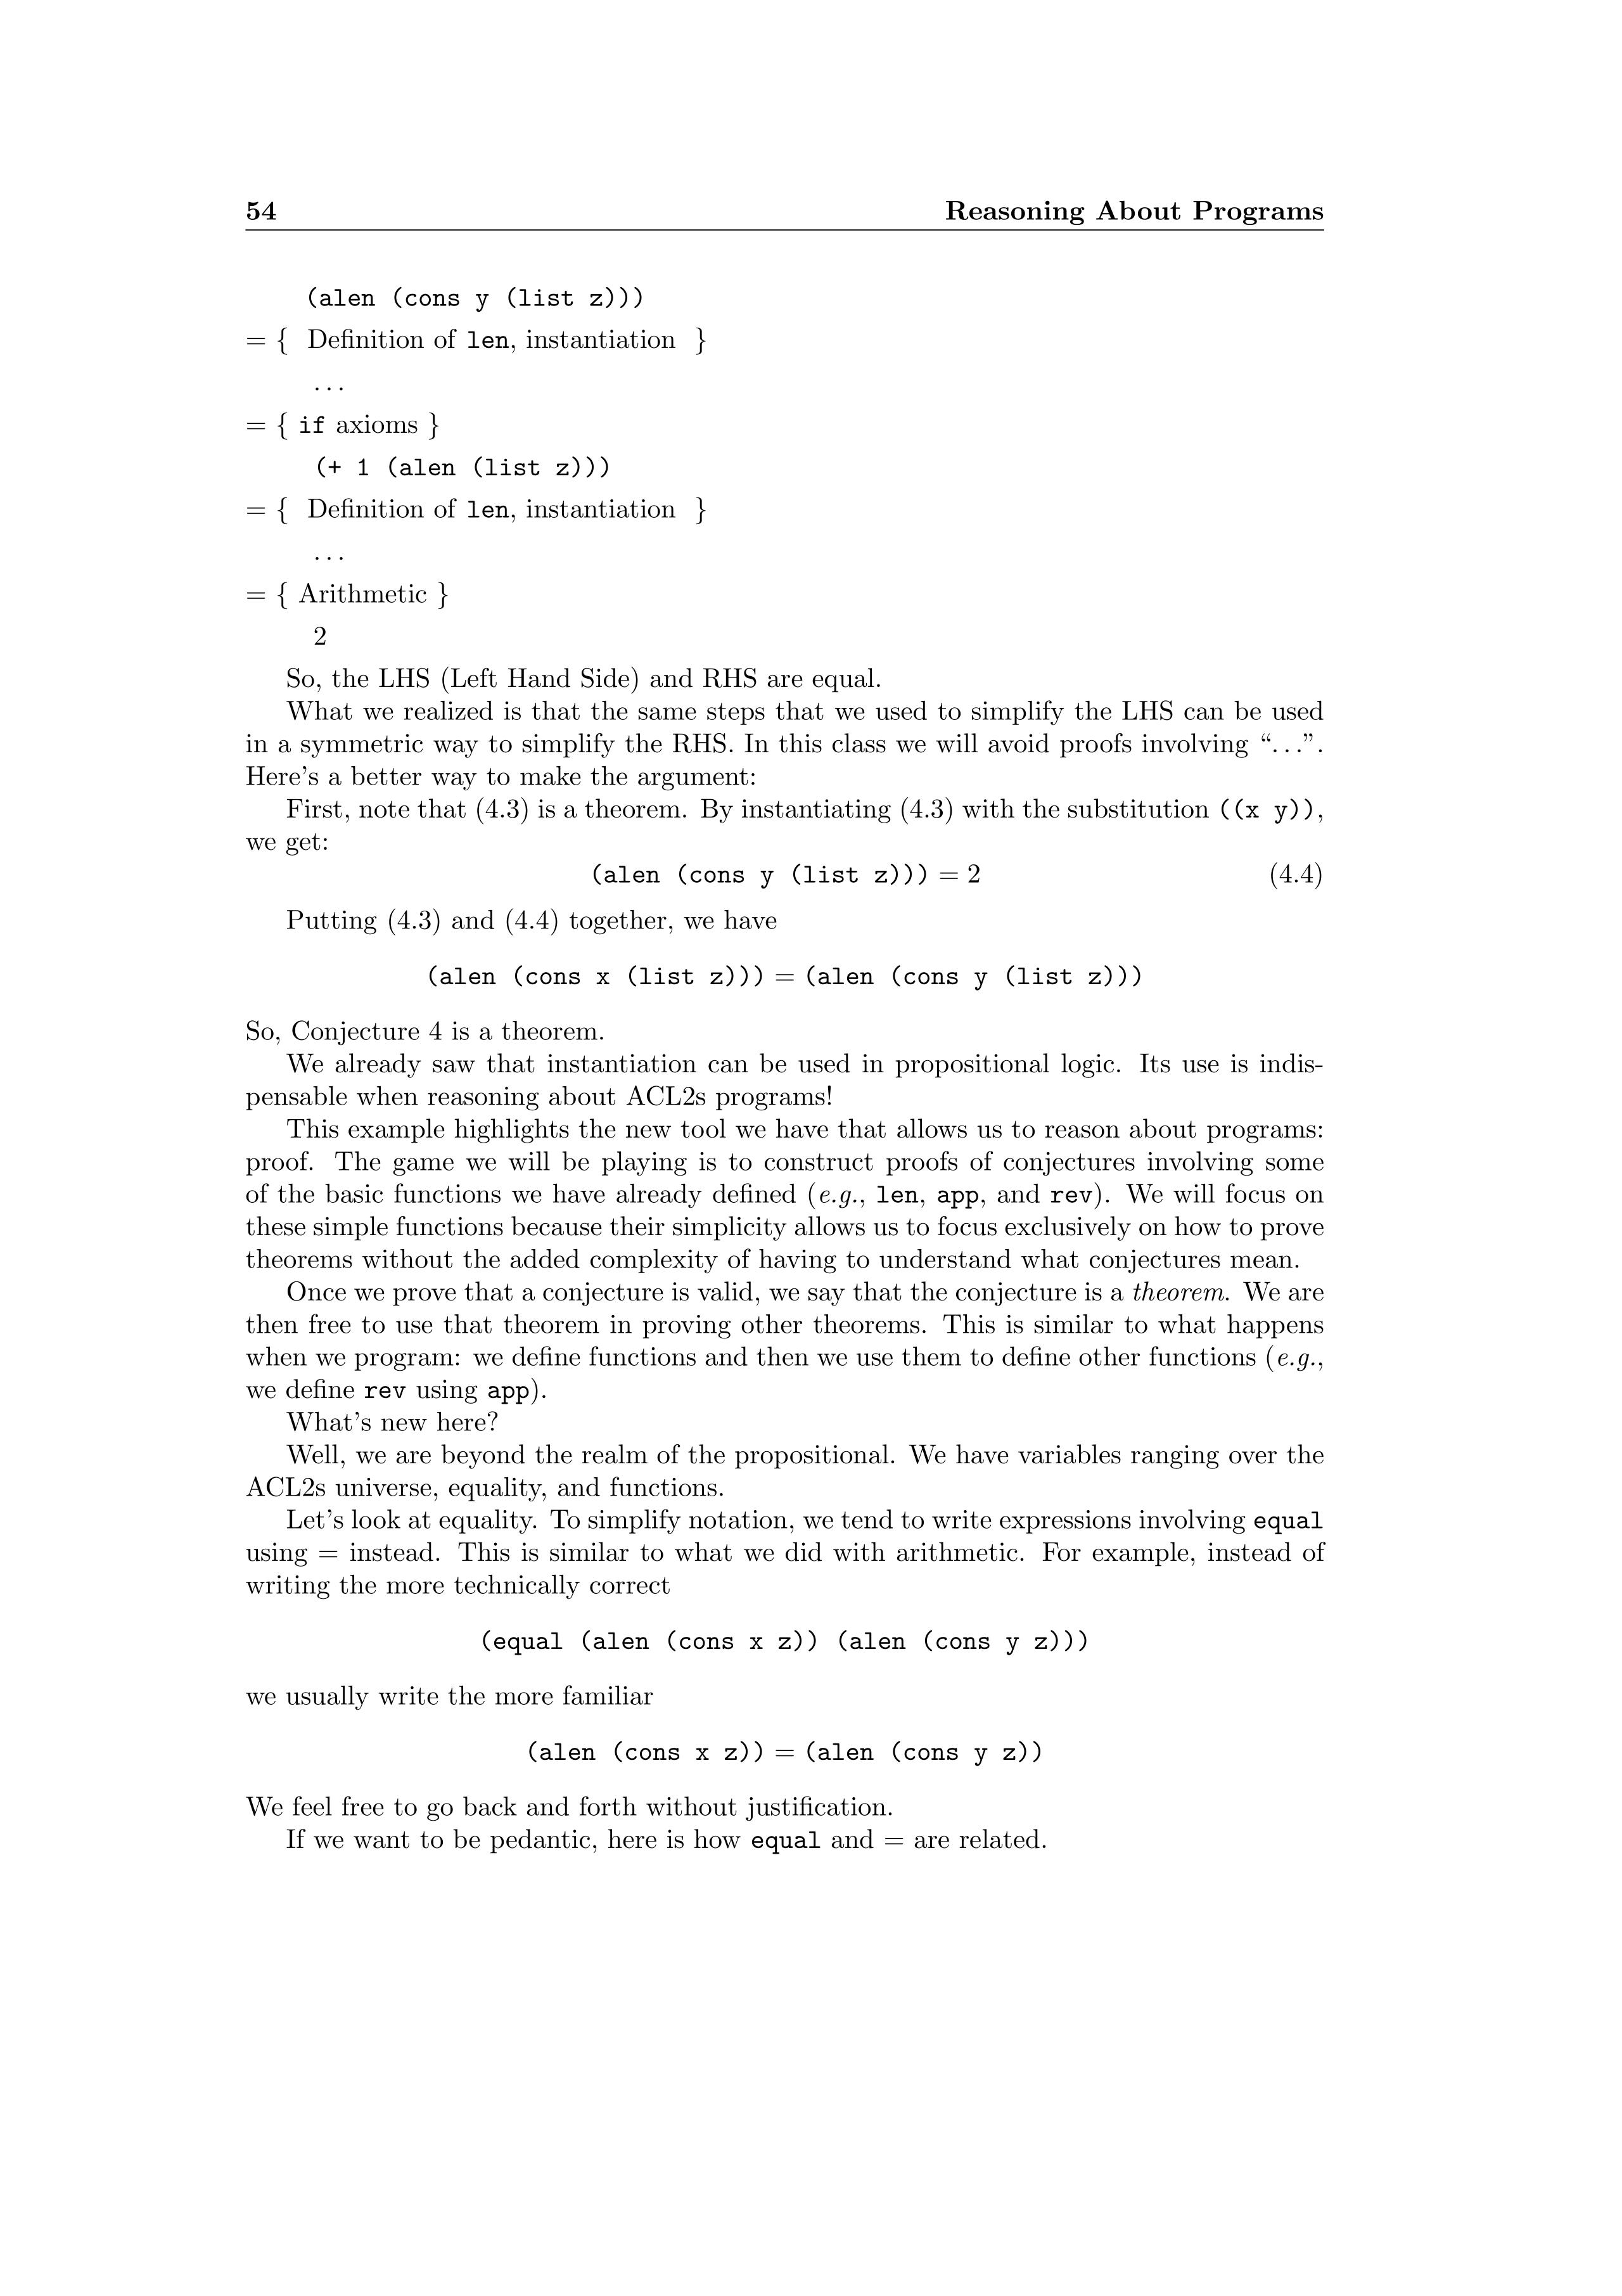 54 Reasoning About Programs
(alen (cons y (list z)))
= { Definition of len, instantiation }
...
= { if axioms }
(+ 1 (alen (list z)))
= { Definition of len, instantiation }
...
= { Arithmetic }
2
So, the LHS (Left Hand Side) and RHS are equal.
What we realized is that the same steps that we used to simplify the LHS can be used
in a symmetric way to simplify the RHS. In this class we will avoid proofs involving “...”.
Here’s a better way to make the argument:
First, note that (4.3) is a theorem. By instantiating (4.3) with the substitution ((x y)),
we get:
(alen (cons y (list z))) = 2 (4.4)
Putting (4.3) and (4.4) together, we have
(alen (cons x (list z))) = (alen (cons y (list z)))
So, Conjecture 4 is a theorem.
We already saw that instantiation can be used in propositional logic. Its use is indis-
pensable when reasoning about ACL2s programs!
This example highlights the new tool we have that allows us to reason about programs:
proof. The game we will be playing is to construct proofs of conjectures involving some
of the basic functions we have already defined (e.g., len, app, and rev). We will focus on
these simple functions because their simplicity allows us to focus exclusively on how to prove
theorems without the added complexity of having to understand what conjectures mean.
Once we prove that a conjecture is valid, we say that the conjecture is a theorem. We are
then free to use that theorem in proving other theorems. This is similar to what happens
when we program: we define functions and then we use them to define other functions (e.g.,
we define rev using app).
What’s new here?
Well, we are beyond the realm of the propositional. We have variables ranging over the
ACL2s universe, equality, and functions.
Let’s look at equality. To simplify notation, we tend to write expressions involving equal
using = instead. This is similar to what we did with arithmetic. For example, instead of
writing the more technically correct
(equal (alen (cons x z)) (alen (cons y z)))
we usually write the more familiar
(alen (cons x z)) = (alen (cons y z))
We feel free to go back and forth without justification.
If we want to be pedantic, here is how equal and = are related.